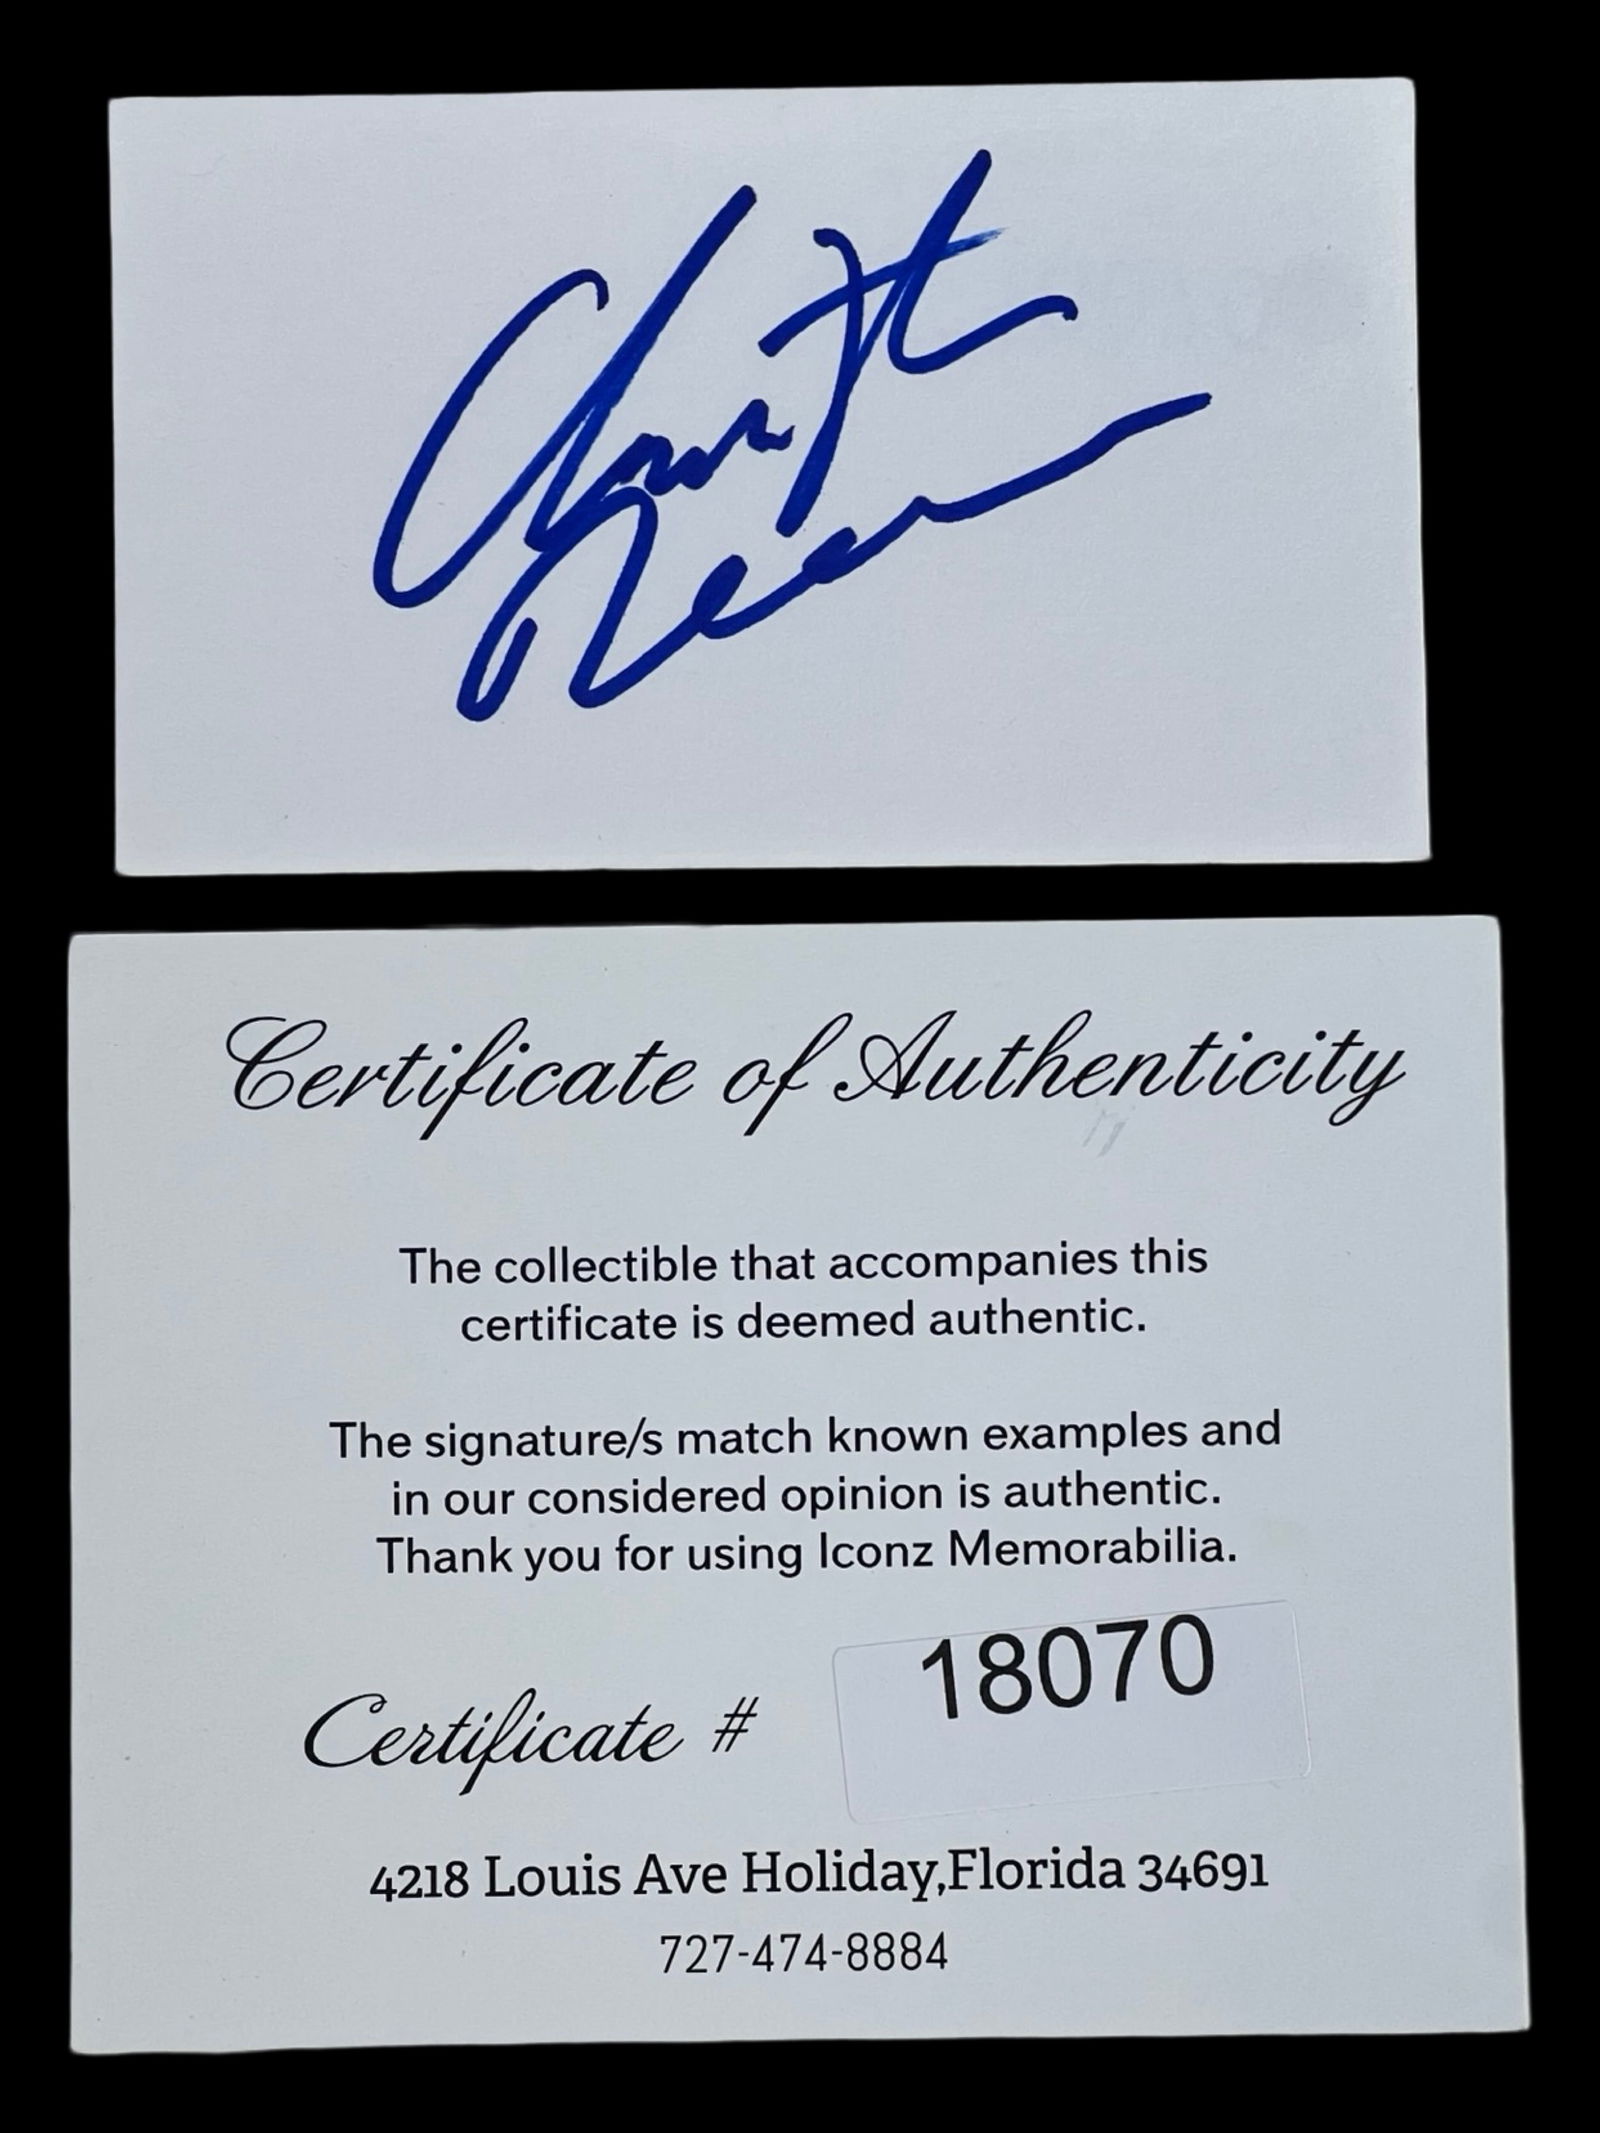 Certificate of Authenticity
The collectible that accompanies this
certificate is deemed authentic.
The signature/s match known examples and
in our considered opinion is authentic.
Thank you for using Iconz Memorabilia.
Certificate # 18070
4218 Louis Ave Holiday,Florida 34691
727-474-8884